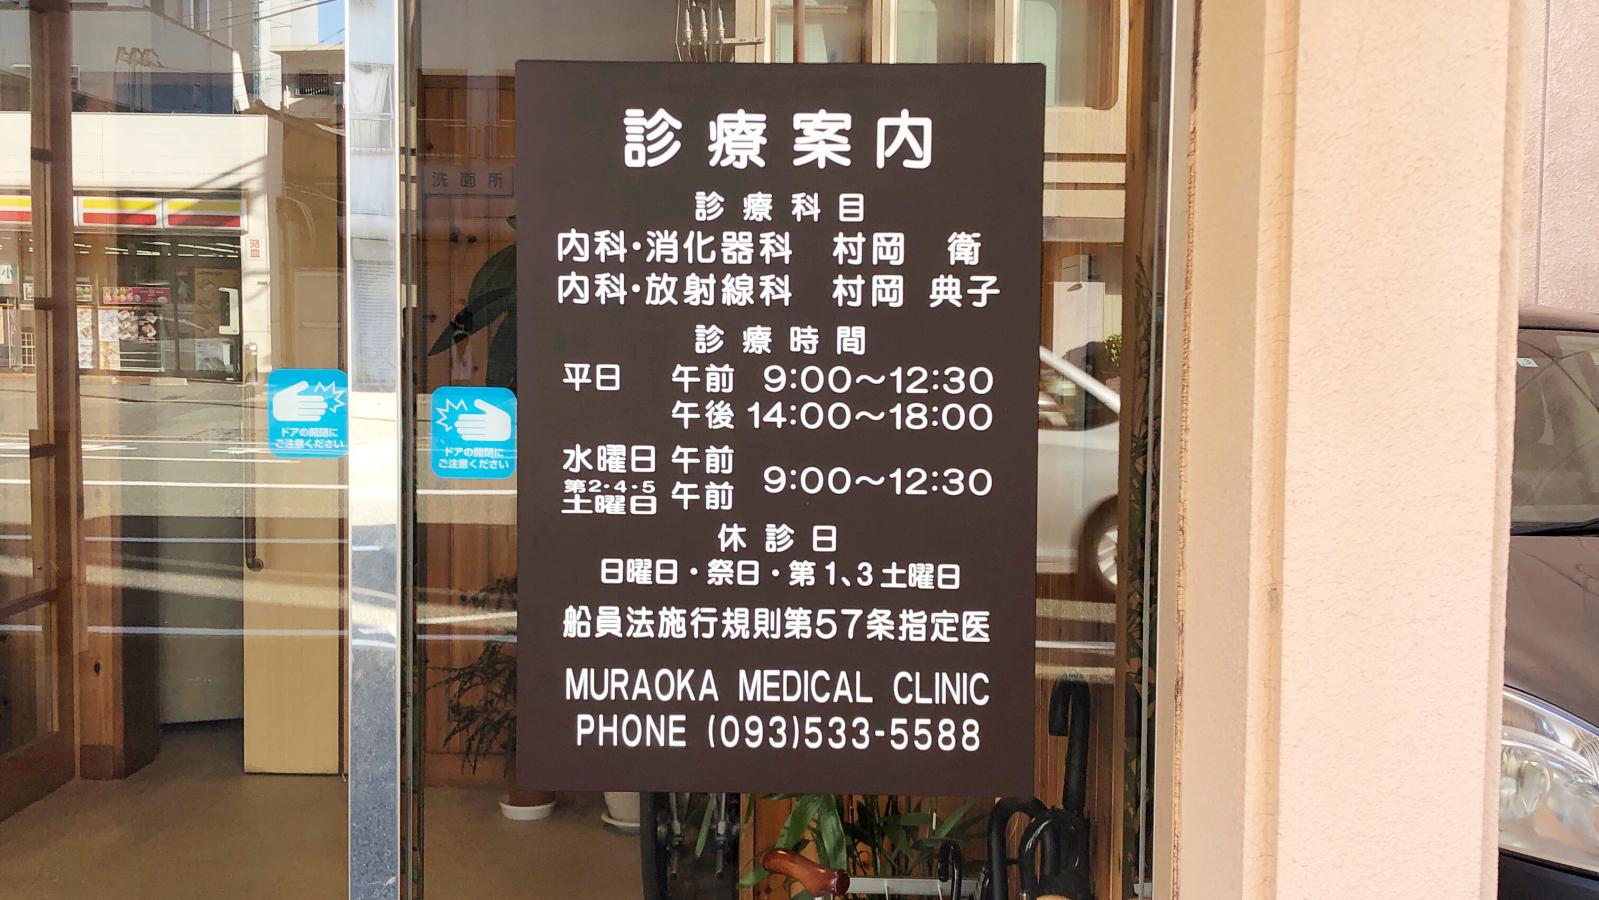 診療案内
診療科目
内科・消化器科 村岡 衛
内科・放射線科 村岡 典子
診療時間
平日 午前 9:00～12:30
午後 14:00～18:00
水曜日 午前
第2・4・5
土曜日 午前
9:00～12:30
休診日
日曜日・祭日・第1、3土曜日
船員法施行規則第57条指定医
MURAOKA MEDICAL CLINIC
PHONE (093)533-5588
洗面所
ドアの開閉に
ご注意ください
ドアの開閉に
ご注意ください